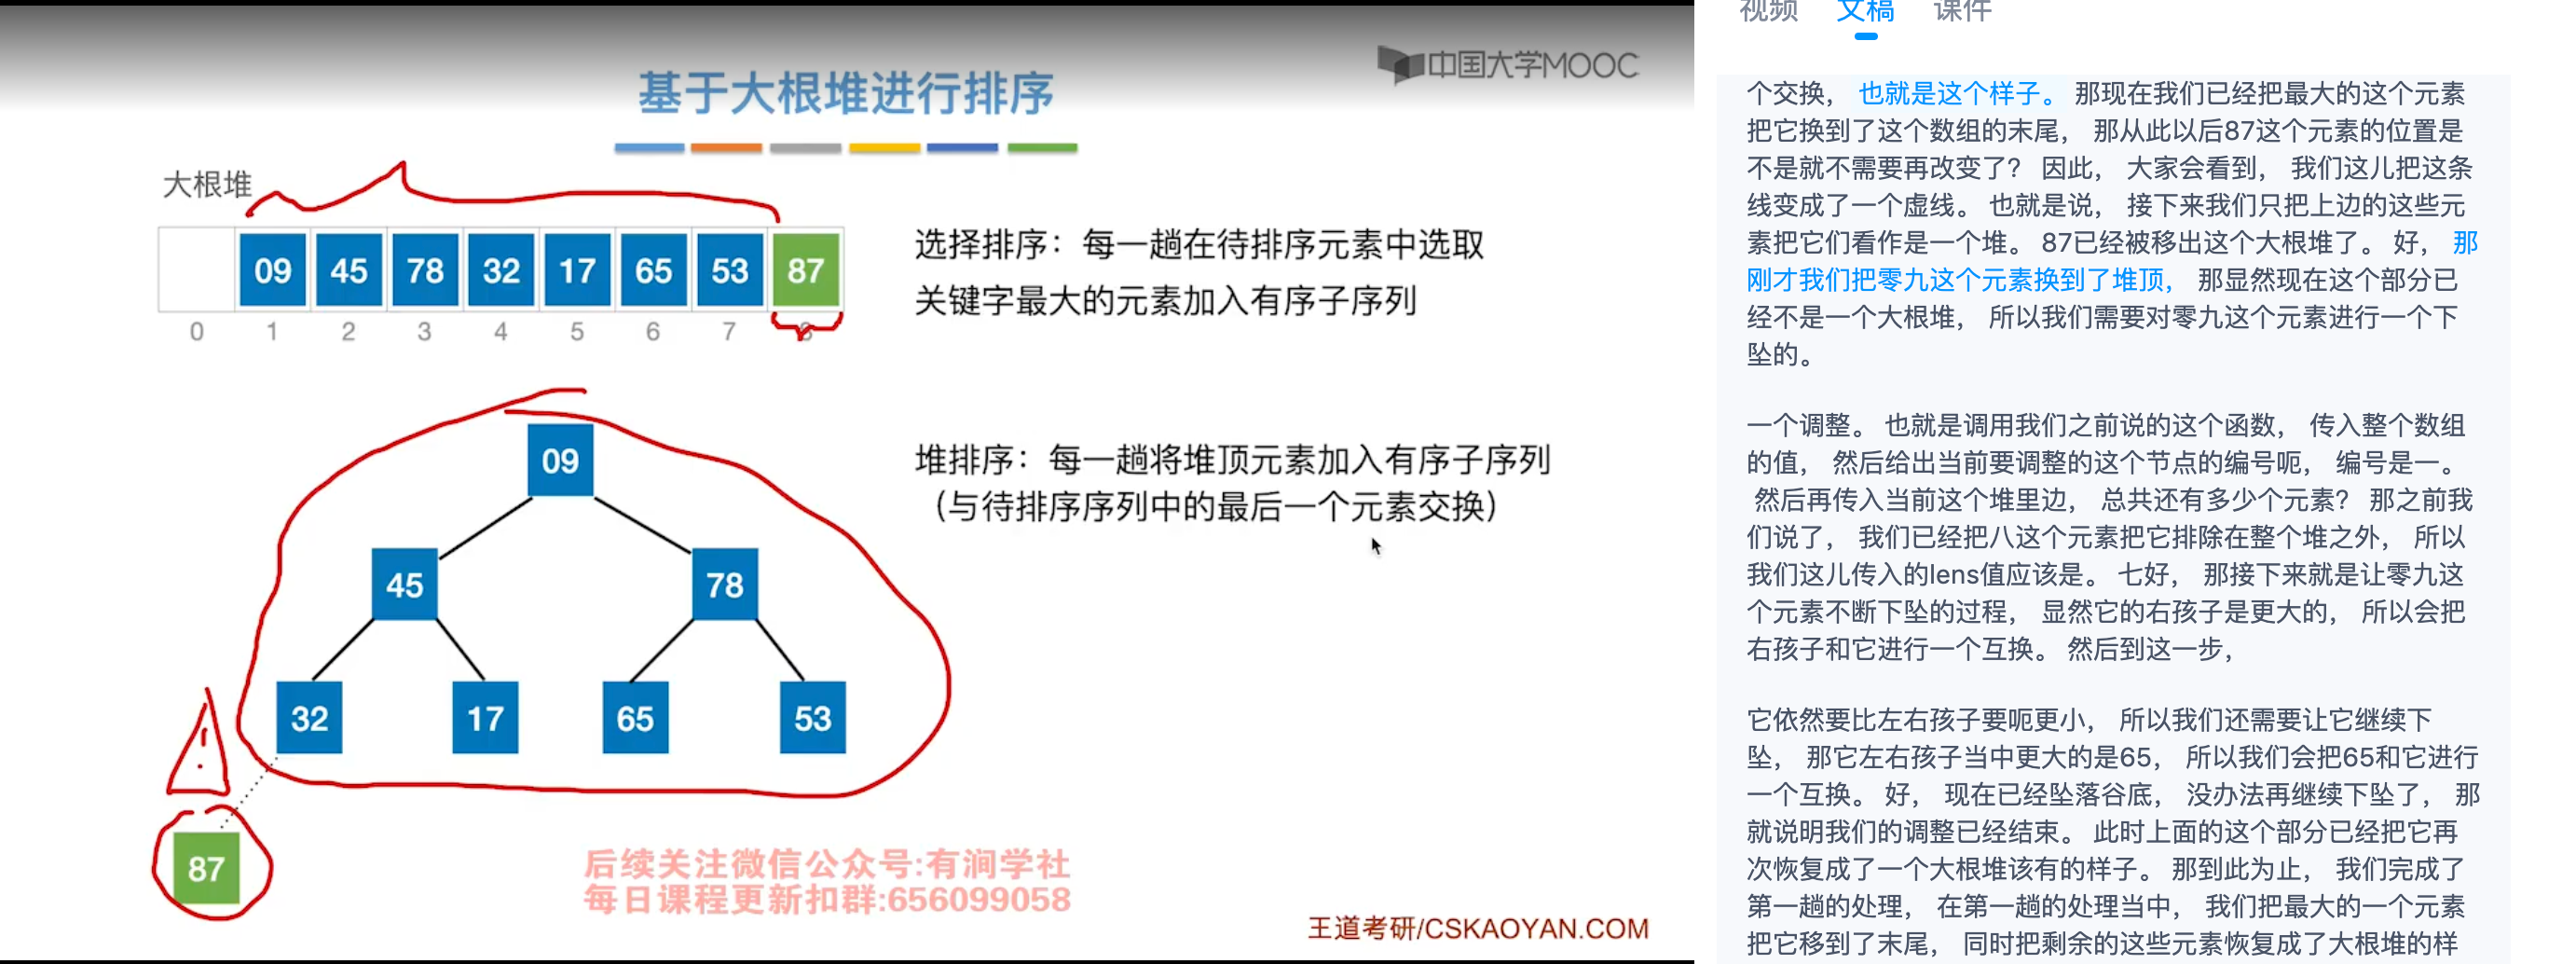 中国大学MOOC
基于大根堆进行排序
大根堆
09 45 78 32 17 65 53 87
0 1 2 3 4 5 6 7 8
选择排序：每一趟在待排序元素中选取
关键字最大的元素加入有序子序列
09
45 78
32 17 65 53
87
堆排序：每一趟将堆顶元素加入有序子序列
（与待排序序列中的最后一个元素交换）
后续关注微信公众号:有涧学社
每日课程更新扣群:656099058
王道考研/CSKAOYAN.COM
视频 文稿 课件
个交换， 也就是这个样子。 那现在我们已经把最大的这个元素
把它换到了这个数组的末尾， 那从此以后87这个元素的位置是
不是就不需要再改变了？ 因此， 大家会看到， 我们这儿把这条
线变成了一个虚线。 也就是说， 接下来我们只把上边的这些元
素把它们看作是一个堆。 87已经被移出这个大根堆了。 好， 那
刚才我们把零九这个元素换到了堆顶， 那显然现在这个部分已
经不是一个大根堆， 所以我们需要对零九这个元素进行一个下
坠的。
一个调整。 也就是调用我们之前说的这个函数， 传入整个数组
的值， 然后给出当前要调整的这个节点的编号呃， 编号是一。
然后再传入当前这个堆里边， 总共还有多少个元素？ 那之前我
们说了， 我们已经把八这个元素把它排除在整个堆之外， 所以
我们这儿传入的lens值应该是。 七好， 那接下来就是让零九这
个元素不断下坠的过程， 显然它的右孩子是更大的， 所以会把
右孩子和它进行一个互换。 然后到这一步，
它依然要比左右孩子要呃更小， 所以我们还需要让它继续下
坠， 那它左右孩子当中更大的是65， 所以我们会把65和它进行
一个互换。 好， 现在已经坠落谷底， 没办法再继续下坠了， 那
就说明我们的调整已经结束。 此时上面的这个部分已经把它再
次恢复成了一个大根堆该有的样子。 那到此为止， 我们完成了
第一趟的处理， 在第一趟的处理当中， 我们把最大的一个元素
把它移到了末尾， 同时把剩余的这些元素恢复成了大根堆的样